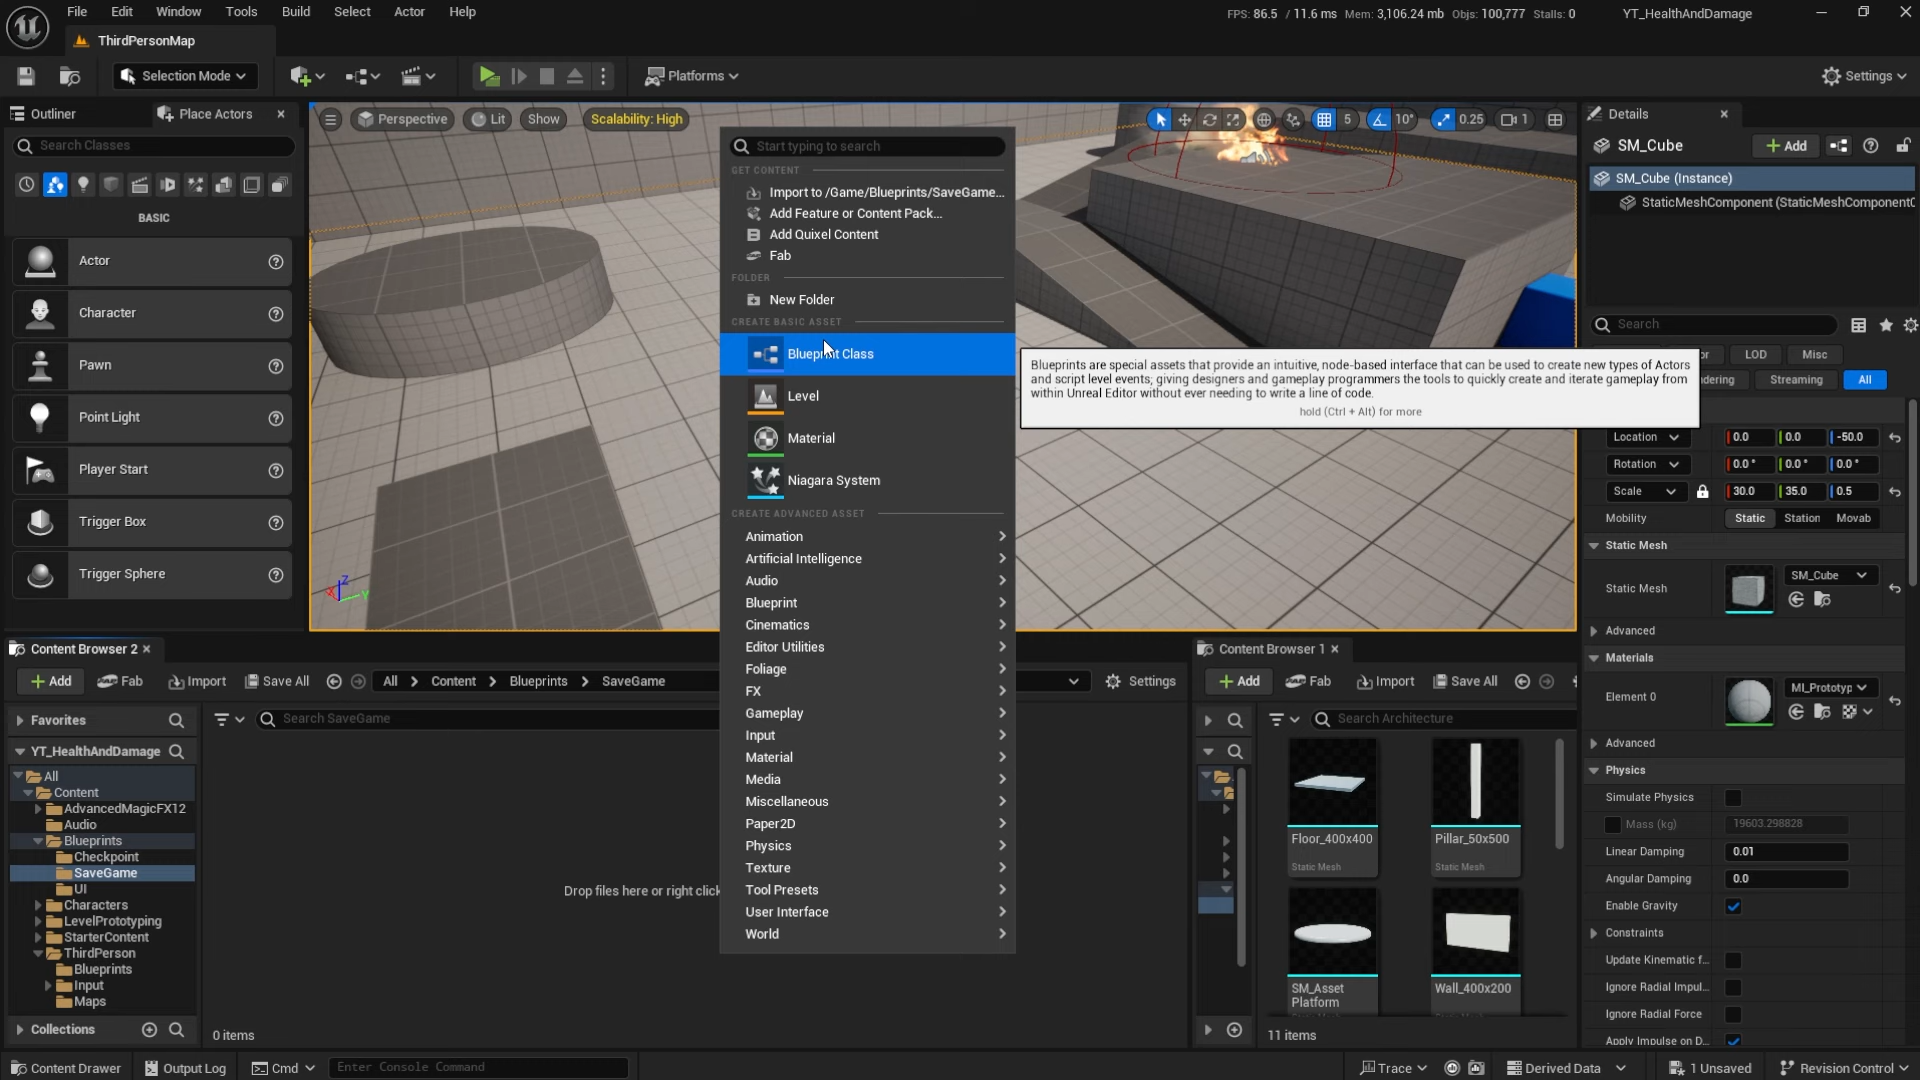 File Edit Window Tools Build Select Actor Help
FPS: 86.5 / 11.6 ms Mem: 3,106.24 mb Objs: 100,777 Stalls: 0
YT_HealthAndDamage
ThirdPersonMap
Selection Mode
Platforms
Settings
Outliner
Place Actors
Search Classes
BASIC
Actor
Character
Pawn
Point Light
Player Start
Trigger Box
Trigger Sphere
Perspective
Lit
Show
Scalability: High
5
10°
0.25
1
Z
X
Y
Start typing to search
GET CONTENT
Import to /Game/Blueprints/SaveGame...
Add Feature or Content Pack...
Add Quixel Content
Fab
FOLDER
New Folder
CREATE BASIC ASSET
Blueprint Class
Level
Material
Niagara System
CREATE ADVANCED ASSET
Animation
Artificial Intelligence
Audio
Blueprint
Cinematics
Editor Utilities
Foliage
FX
Gameplay
Input
Material
Media
Miscellaneous
Paper2D
Physics
Texture
Tool Presets
User Interface
World
Blueprints are special assets that provide an intuitive, node-based interface that can be used to create new types of Actors
and script level events; giving designers and gameplay programmers the tools to quickly create and iterate gameplay from
within Unreal Editor without ever needing to write a line of code.
hold (Ctrl + Alt) for more
Details
SM_Cube
Add
SM_Cube (Instance)
StaticMeshComponent (StaticMeshComponent0
Search
LOD
Misc
Streaming
All
Location 0.0 0.0 -50.0
Rotation 0.0 ° 0.0 ° 0.0 °
Scale 30.0 35.0 0.5
Mobility Static Station Movab
Static Mesh
Static Mesh SM_Cube
Advanced
Materials
Element 0 MI_Prototyp
Advanced
Physics
Simulate Physics
Mass (kg) 19603.298828
Linear Damping 0.01
Angular Damping 0.0
Enable Gravity
Constraints
Update Kinematic f...
Ignore Radial Impul...
Ignore Radial Force
Apply Impulse on D...
Content Browser 2
Add Fab Import Save All
All > Content > Blueprints > SaveGame
Settings
Favorites
Search SaveGame
YT_HealthAndDamage
All
Content
AdvancedMagicFX12
Audio
Blueprints
Checkpoint
SaveGame
UI
Characters
LevelPrototyping
StarterContent
ThirdPerson
Blueprints
Input
Maps
Collections
Drop files here or right click
0 items
Content Browser 1
Add Fab Import Save All
Search Architecture
Floor_400x400
Static Mesh
Pillar_50x500
Static Mesh
SM_Asset
Platform
Wall_400x200
11 items
Content Drawer
Output Log
Cmd
Enter Console Command
Trace
Derived Data
1 Unsaved
Revision Control